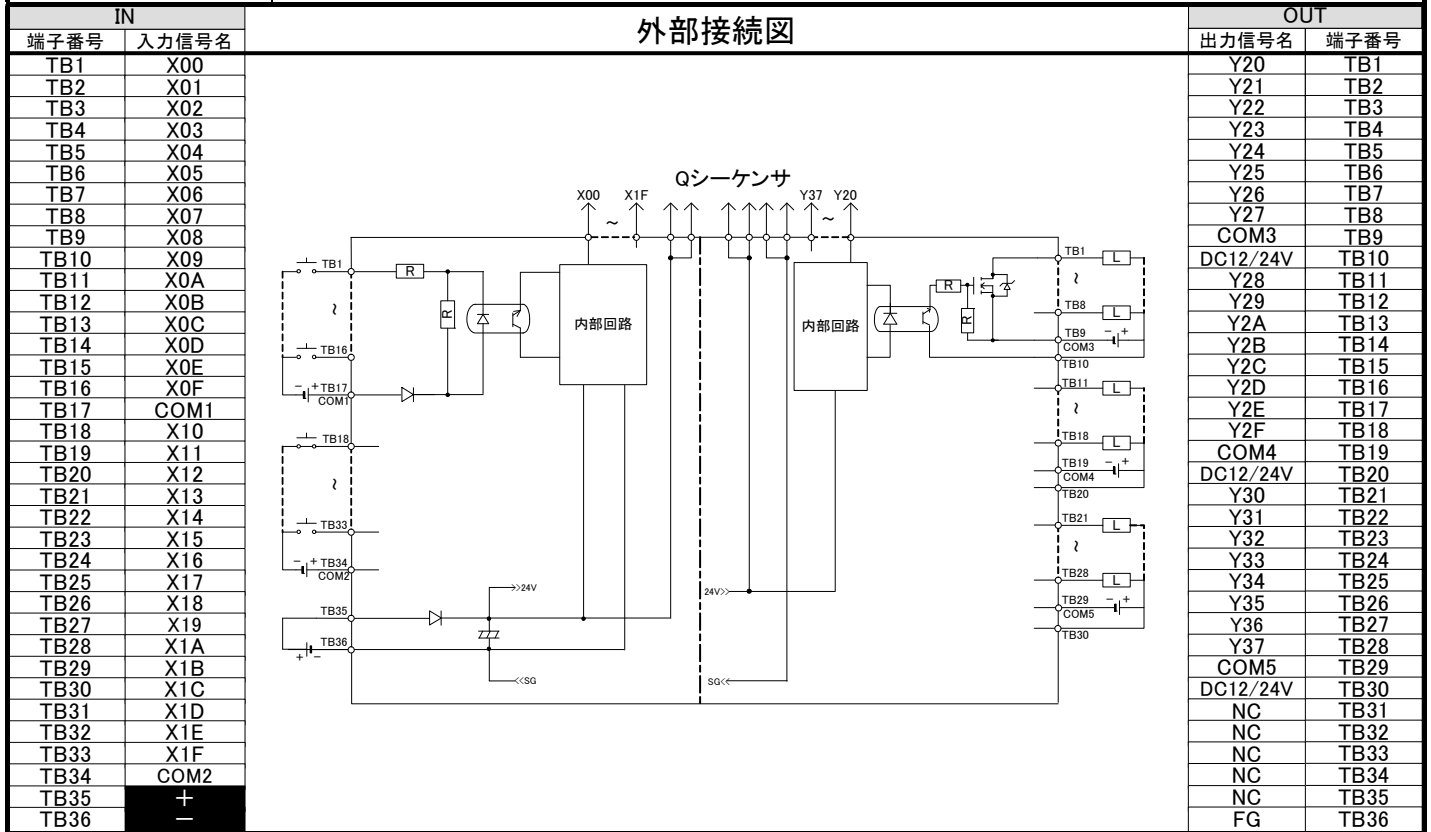 IN
外部接続図
OUT
端子番号 入力信号名
出力信号名 端子番号
TB1 X00
TB2 X01
TB3 X02
TB4 X03
TB5 X04
TB6 X05
TB7 X06
TB8 X07
TB9 X08
TB10 X09
TB11 X0A
TB12 X0B
TB13 X0C
TB14 X0D
TB15 X0E
TB16 X0F
TB17 COM1
TB18 X10
TB19 X11
TB20 X12
TB21 X13
TB22 X14
TB23 X15
TB24 X16
TB25 X17
TB26 X18
TB27 X19
TB28 X1A
TB29 X1B
TB30 X1C
TB31 X1D
TB32 X1E
TB33 X1F
TB34 COM2
TB35 +
TB36 −
Qシーケンサ
X00 X1F Y37 Y20
~ ~
TB1
R
R
~
内部回路
TB16
- + TB17
COM1
TB18
~
TB33
- + TB34
COM2
>>24V
TB35
TB36
+ -
<<SG
内部回路
R
R
TB1
L
~
TB8
L
TB9 - +
COM3
TB10
TB11
L
~
TB18
L
TB19 - +
COM4
TB20
TB21
L
~
TB28
L
TB29 - +
COM5
TB30
24V>>
SG<<
Y20 TB1
Y21 TB2
Y22 TB3
Y23 TB4
Y24 TB5
Y25 TB6
Y26 TB7
Y27 TB8
COM3 TB9
DC12/24V TB10
Y28 TB11
Y29 TB12
Y2A TB13
Y2B TB14
Y2C TB15
Y2D TB16
Y2E TB17
Y2F TB18
COM4 TB19
DC12/24V TB20
Y30 TB21
Y31 TB22
Y32 TB23
Y33 TB24
Y34 TB25
Y35 TB26
Y36 TB27
Y37 TB28
COM5 TB29
DC12/24V TB30
NC TB31
NC TB32
NC TB33
NC TB34
NC TB35
FG TB36